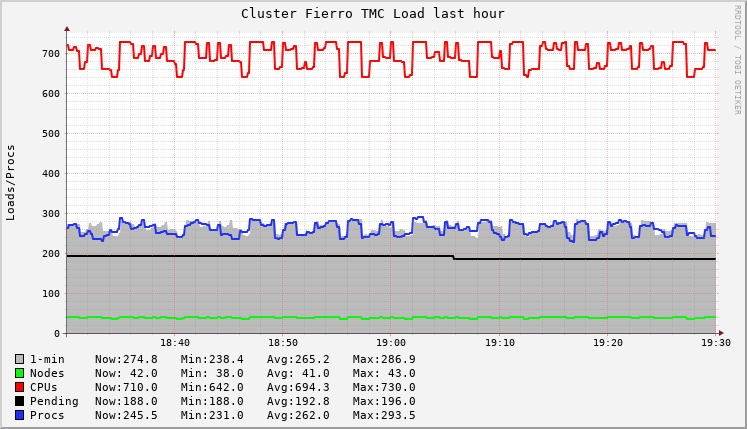 Cluster Fierro TMC Load last hour
RRDTOOL / TOBI OETIKER
Loads/Procs
700
600
500
400
300
200
100
0
18:40 18:50 19:00 19:10 19:20 19:30
1-min Now:274.8 Min:238.4 Avg:265.2 Max:286.9
Nodes Now: 42.0 Min: 38.0 Avg: 41.0 Max: 43.0
CPUs Now:710.0 Min:642.0 Avg:694.3 Max:730.0
Pending Now:188.0 Min:188.0 Avg:192.8 Max:196.0
Procs Now:245.5 Min:231.0 Avg:262.0 Max:293.5